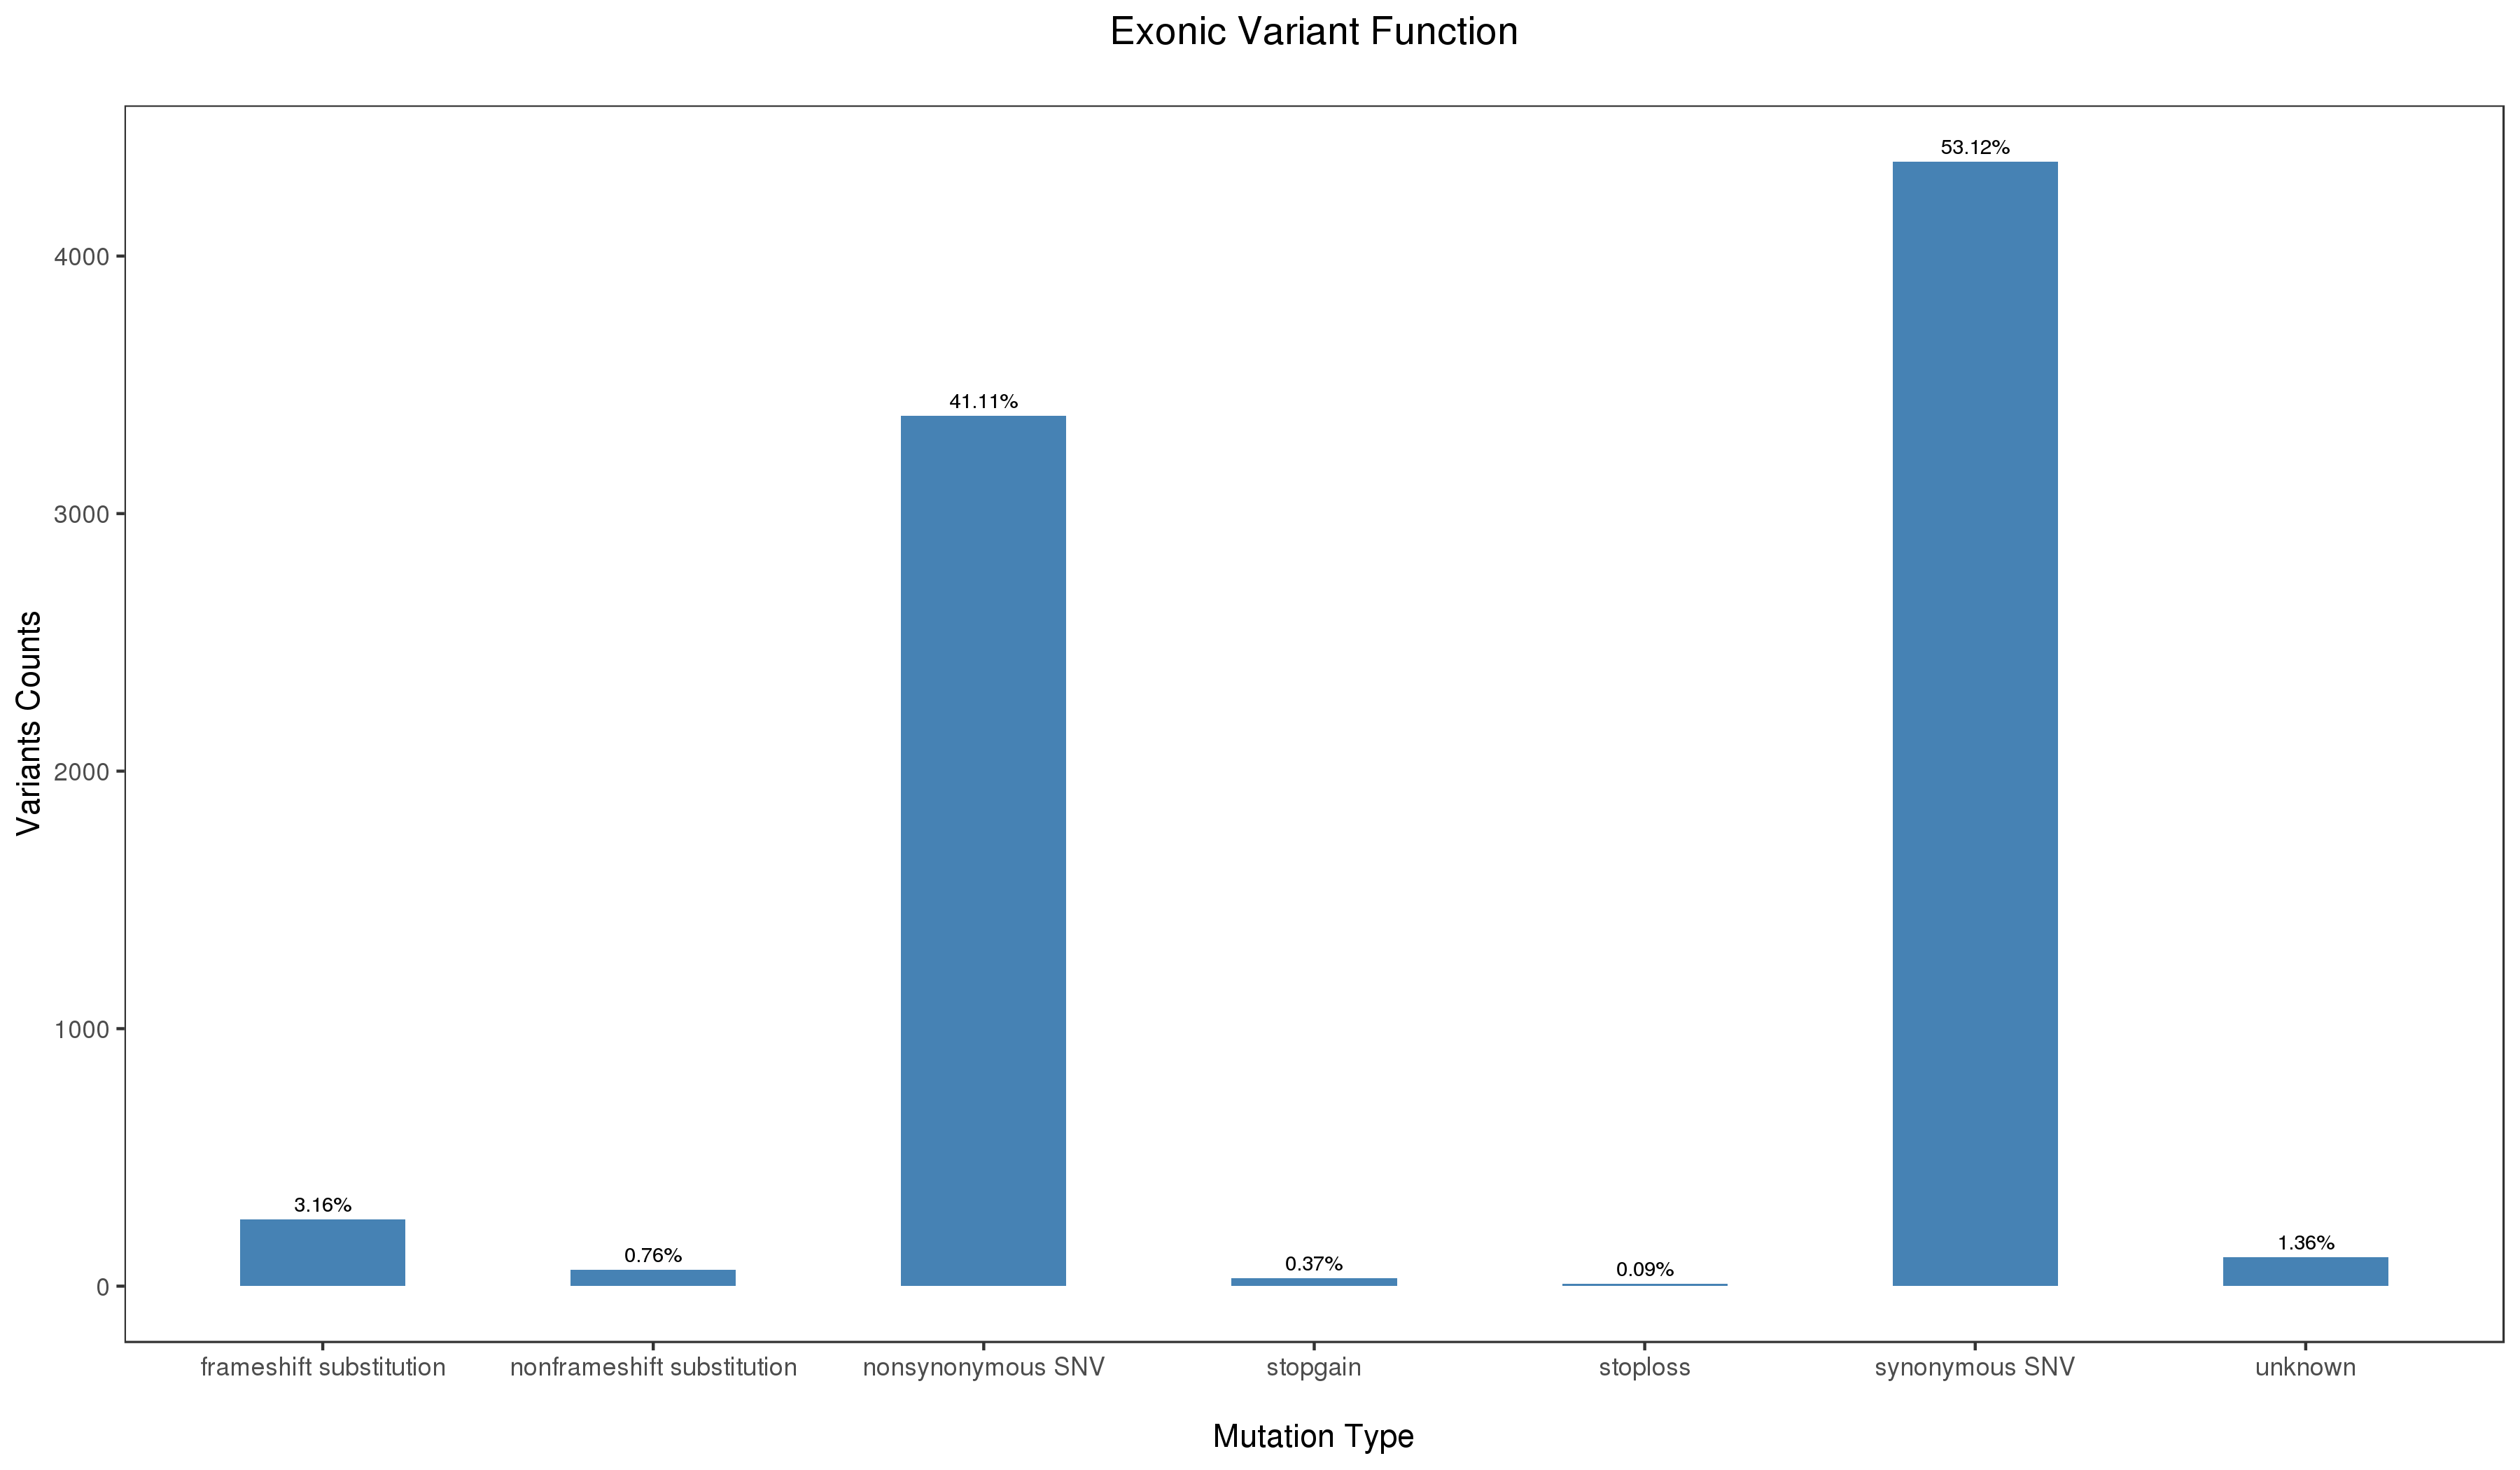 Exonic Variant Function
Variants Counts
4000
3000
2000
1000
0
3.16%
0.76%
41.11%
0.37%
0.09%
53.12%
1.36%
frameshift substitution
nonframeshift substitution
nonsynonymous SNV
stopgain
stoploss
synonymous SNV
unknown
Mutation Type